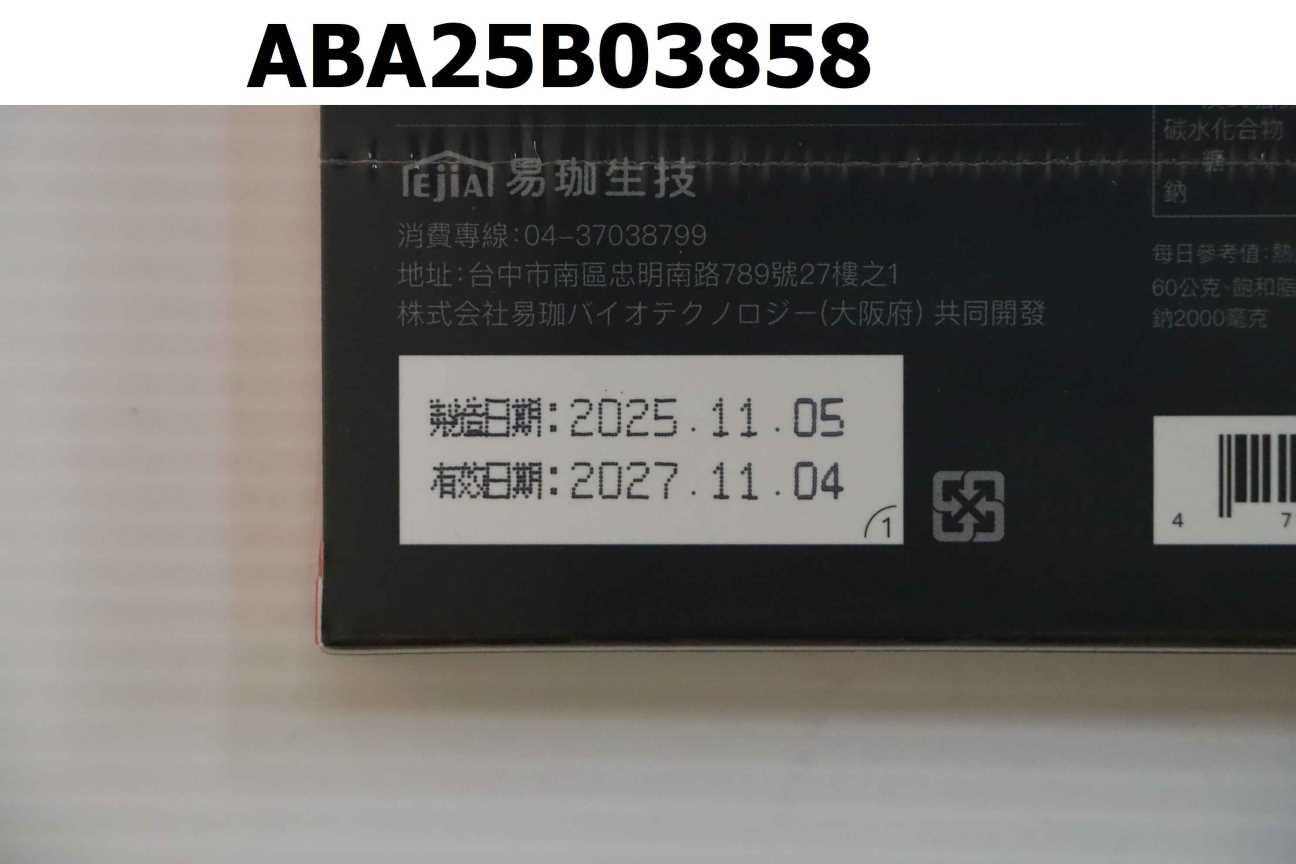 ABA25B03858
碳水化合物
糖
鈉
EJIA 易珈生技
消費專線:04-37038799
地址:台中市南區忠明南路789號27樓之1
株式会社易珈バイオテクノロジー(大阪府) 共同開發
每日參考值:熱
60公克、飽和脂
鈉2000毫克
製造日期:2025.11.05
有效日期:2027.11.04
1
4 7